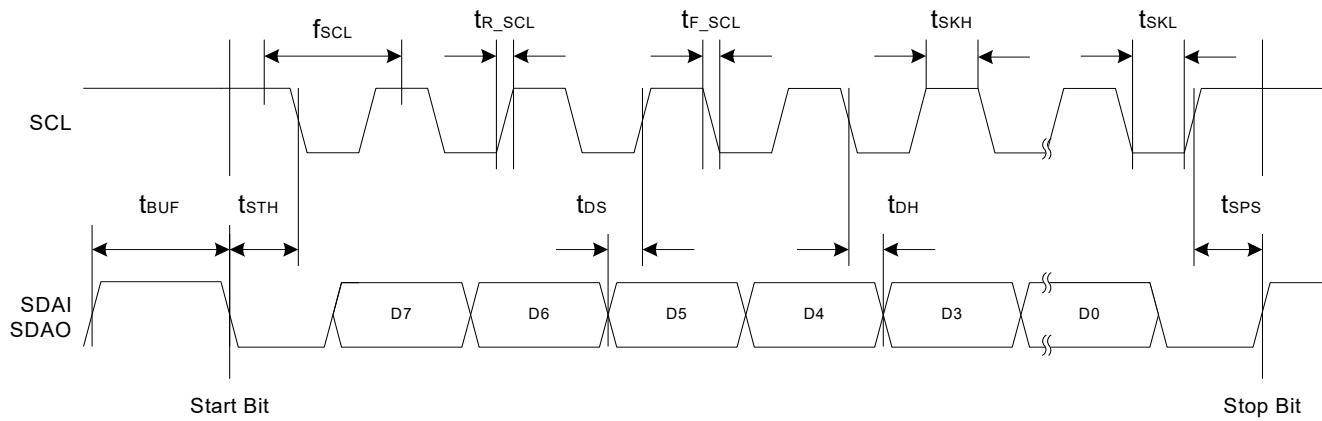 fSCL
tR_SCL
tF_SCL
tSKH
tSKL
SCL
tBUF
tSTH
tDS
tDH
tSPS
SDAI
SDAO
D7
D6
D5
D4
D3
D0
Start Bit
Stop Bit